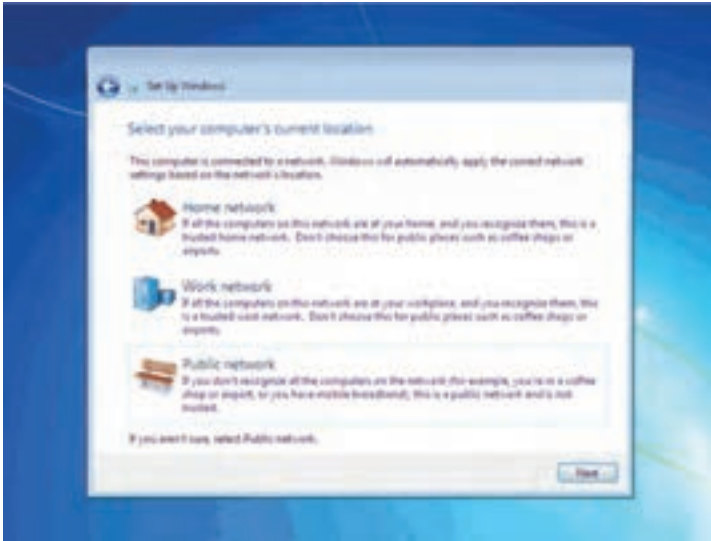 Set Up Windows
Select your computer's current location
This computer is connected to a network. Windows will automatically apply the correct network
settings based on the network's location.
Home network
If all the computers on this network are at your home, and you recognize them, this is a
trusted home network.  Don't choose this for public places such as coffee shops or
airports.
Work network
If all the computers on this network are at your workplace, and you recognize them, this
is a trusted work network.  Don't choose this for public places such as coffee shops or
airports.
Public network
If you don't recognize all the computers on the network (for example, you're in a coffee
shop or airport, or you have mobile broadband), this is a public network and is not
trusted.
If you aren't sure, select Public network.
Next